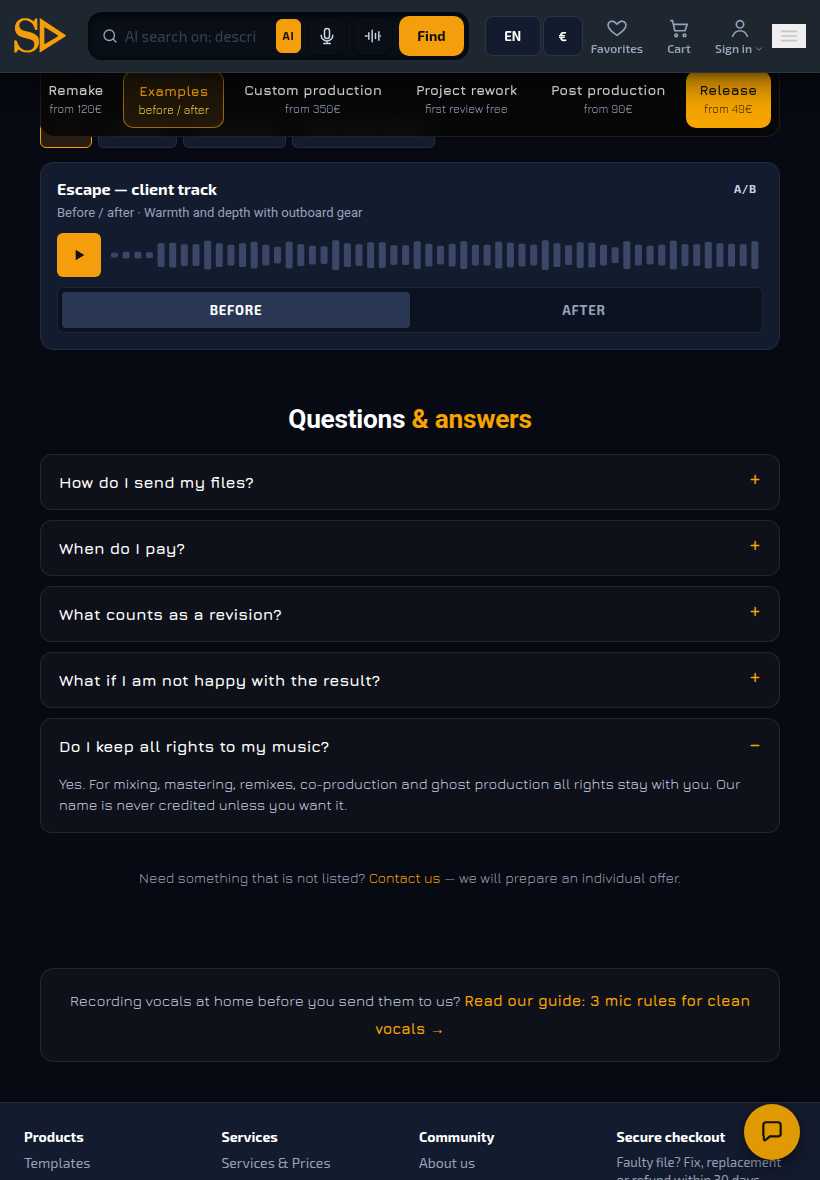 SD
AI search on: descri
AI
Find
EN
€
Favorites
Cart
Sign in
Remake
from 120€
Examples
before / after
Custom production
from 350€
Project rework
first review free
Post production
from 90€
Release
from 49€
Escape — client track
A/B
Before / after · Warmth and depth with outboard gear
BEFORE
AFTER
Questions & answers
How do I send my files?
+
When do I pay?
+
What counts as a revision?
+
What if I am not happy with the result?
+
Do I keep all rights to my music?
−
Yes. For mixing, mastering, remixes, co-production and ghost production all rights stay with you. Our
name is never credited unless you want it.
Need something that is not listed? Contact us — we will prepare an individual offer.
Recording vocals at home before you send them to us? Read our guide: 3 mic rules for clean
vocals →
Products
Services
Community
Secure checkout
Templates
Services & Prices
About us
Faulty file? Fix, replacement
or refund within 30 days